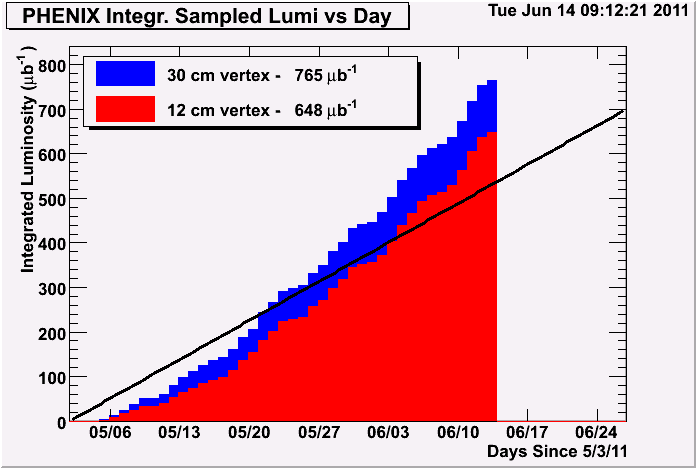 PHENIX Integr. Sampled Lumi vs Day
Tue Jun 14 09:12:21 2011
Integrated Luminosity (μb⁻¹)
30 cm vertex - 765 μb⁻¹
12 cm vertex - 648 μb⁻¹
800
700
600
500
400
300
200
100
0
05/06 05/13 05/20 05/27 06/03 06/10 06/17 06/24
Days Since 5/3/11